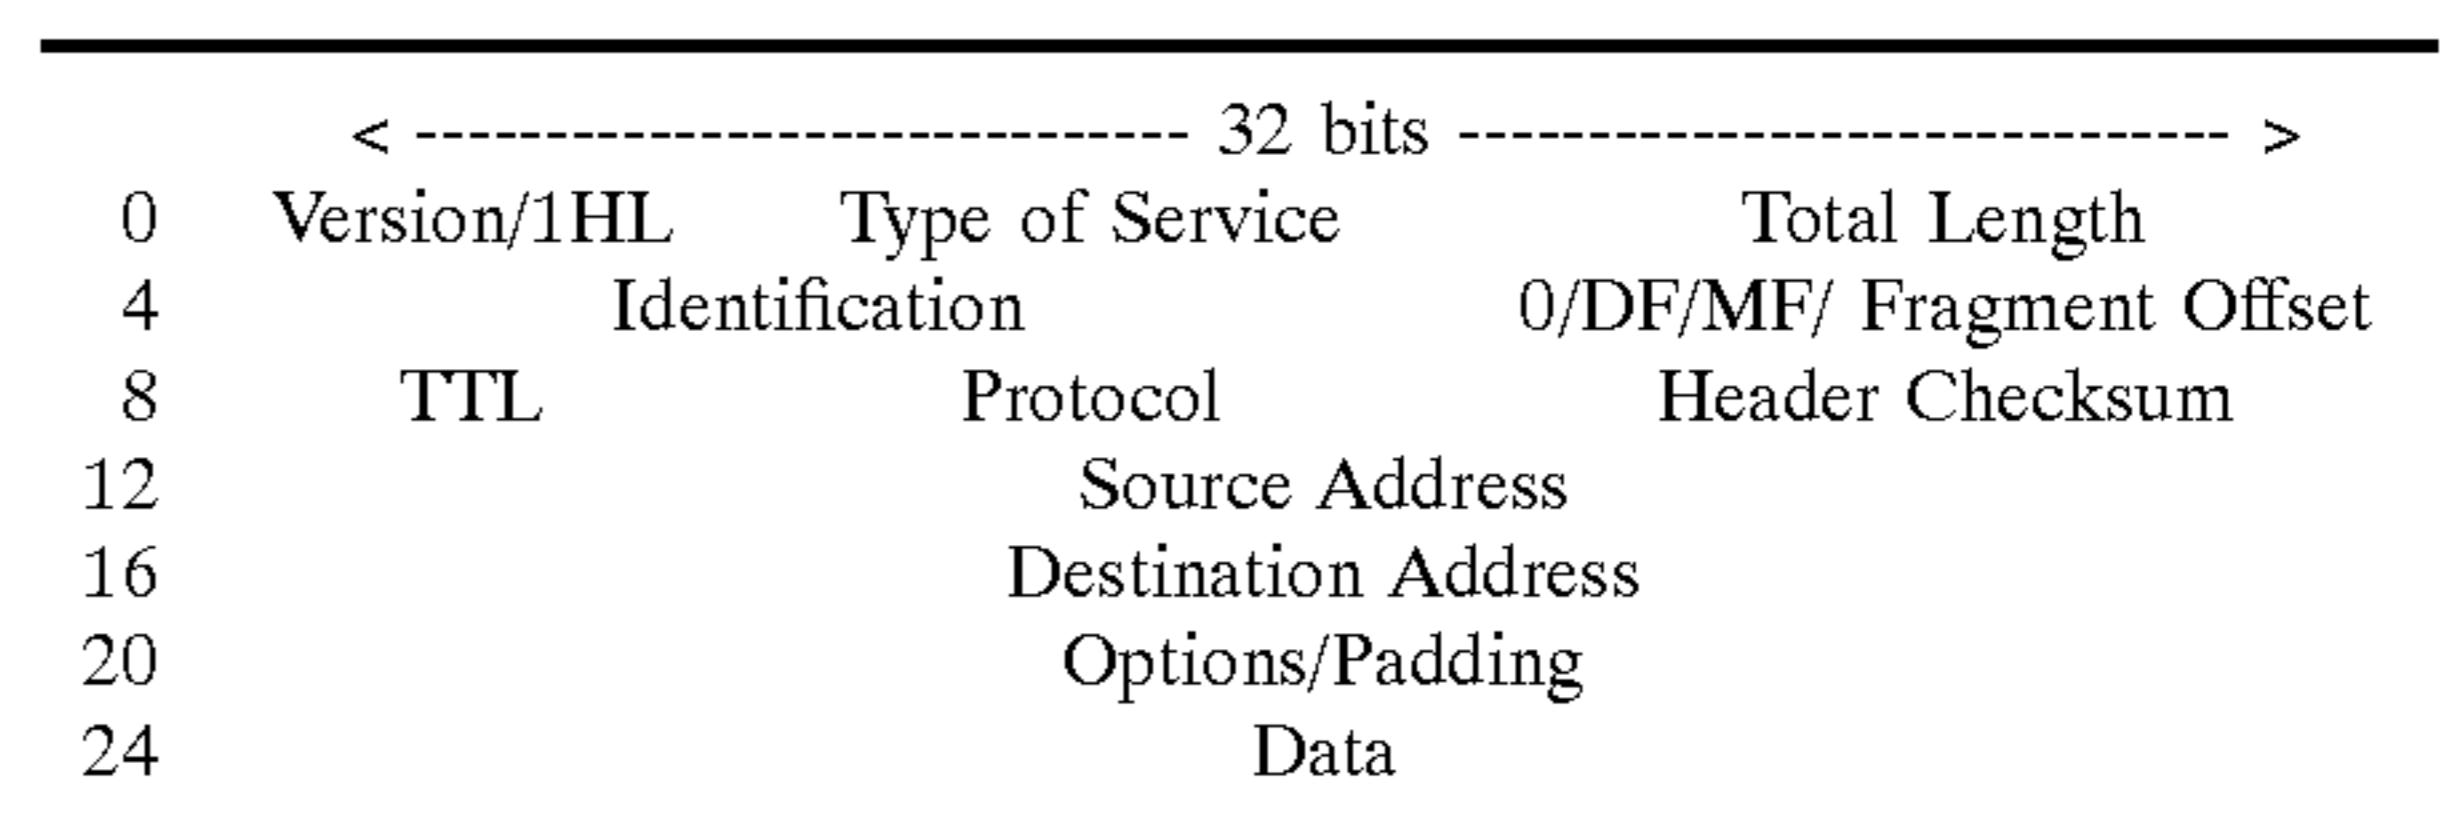 < ----------------------------- 32 bits ----------------------------- >
0 Version/1HL Type of Service Total Length
4 Identification 0/DF/MF/ Fragment Offset
8 TTL Protocol Header Checksum
12 Source Address
16 Destination Address
20 Options/Padding
24 Data